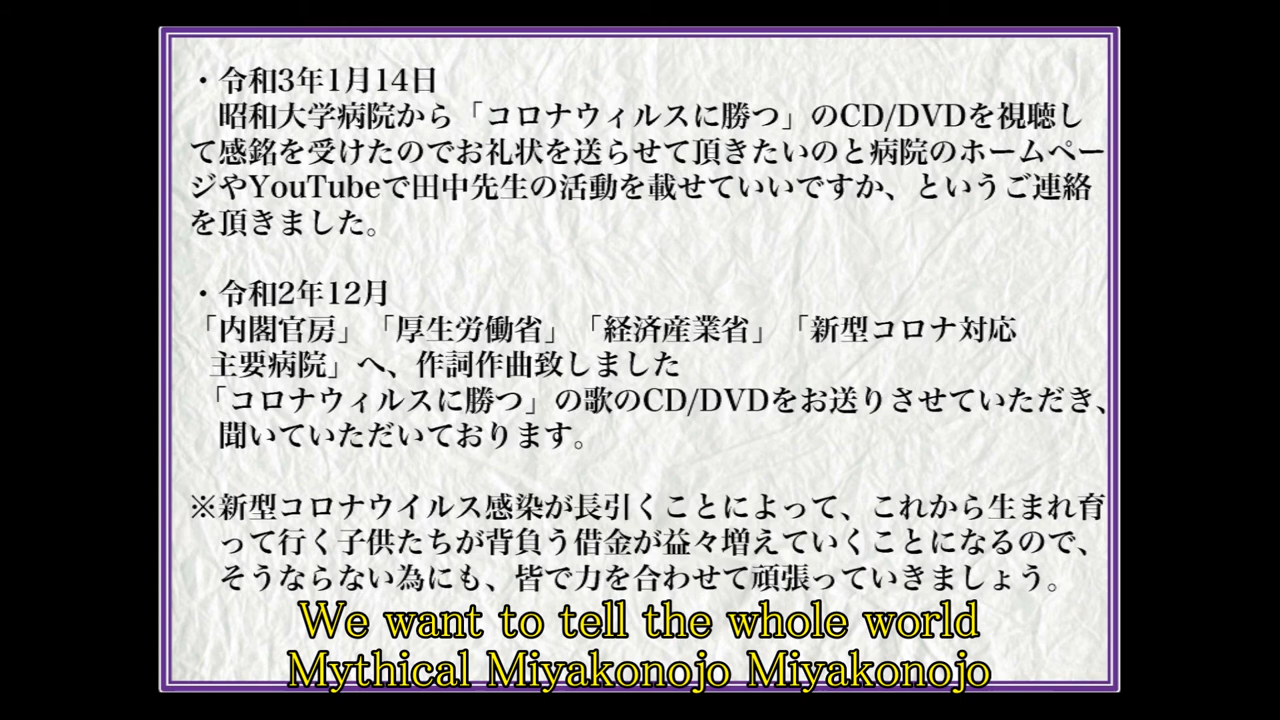 ・令和3年1月14日
昭和大学病院から「コロナウィルスに勝つ」のCD/DVDを視聴し
て感銘を受けたのでお礼状を送らせて頂きたいのと病院のホームペー
ジやYouTubeで田中先生の活動を載せていいですか、というご連絡
を頂きました。
・令和2年12月
「内閣官房」「厚生労働省」「経済産業省」「新型コロナ対応
主要病院」へ、作詞作曲致しました
「コロナウィルスに勝つ」の歌のCD/DVDをお送りさせていただき、
聞いていただいております。
※新型コロナウイルス感染が長引くことによって、これから生まれ育
って行く子供たちが背負う借金が益々増えていくことになるので、
そうならない為にも、皆で力を合わせて頑張っていきましょう。
We want to tell the whole world
Mythical Miyakonojo Miyakonojo